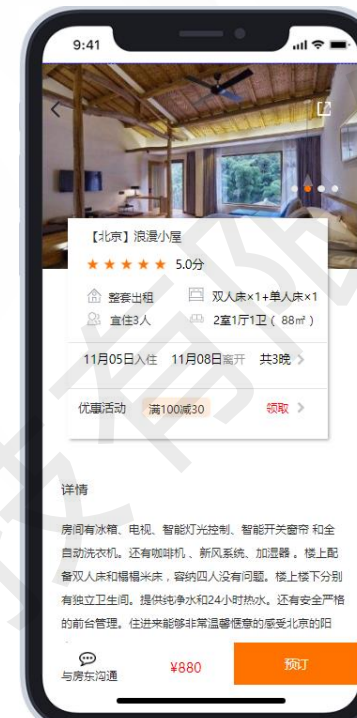 9:41
【北京】浪漫小屋
5.0分
整套出租 双人床×1+单人床×1
宜住3人 2室1厅1卫（88㎡）
11月05日入住 11月08日离开 共3晚
优惠活动 满100减30 领取
详情
房间有冰箱、电视、智能灯光控制、智能开关窗帘 和全
自动洗衣机。还有咖啡机 、新风系统、加湿器 。楼上配
备双人床和榻榻米床，容纳四人没有问题。楼上楼下分别
有独立卫生间。提供纯净水和24小时热水。还有安全严格
的前台管理。住进来能够非常温馨惬意的感受北京的阳
与房东沟通 ¥880 预订
技有